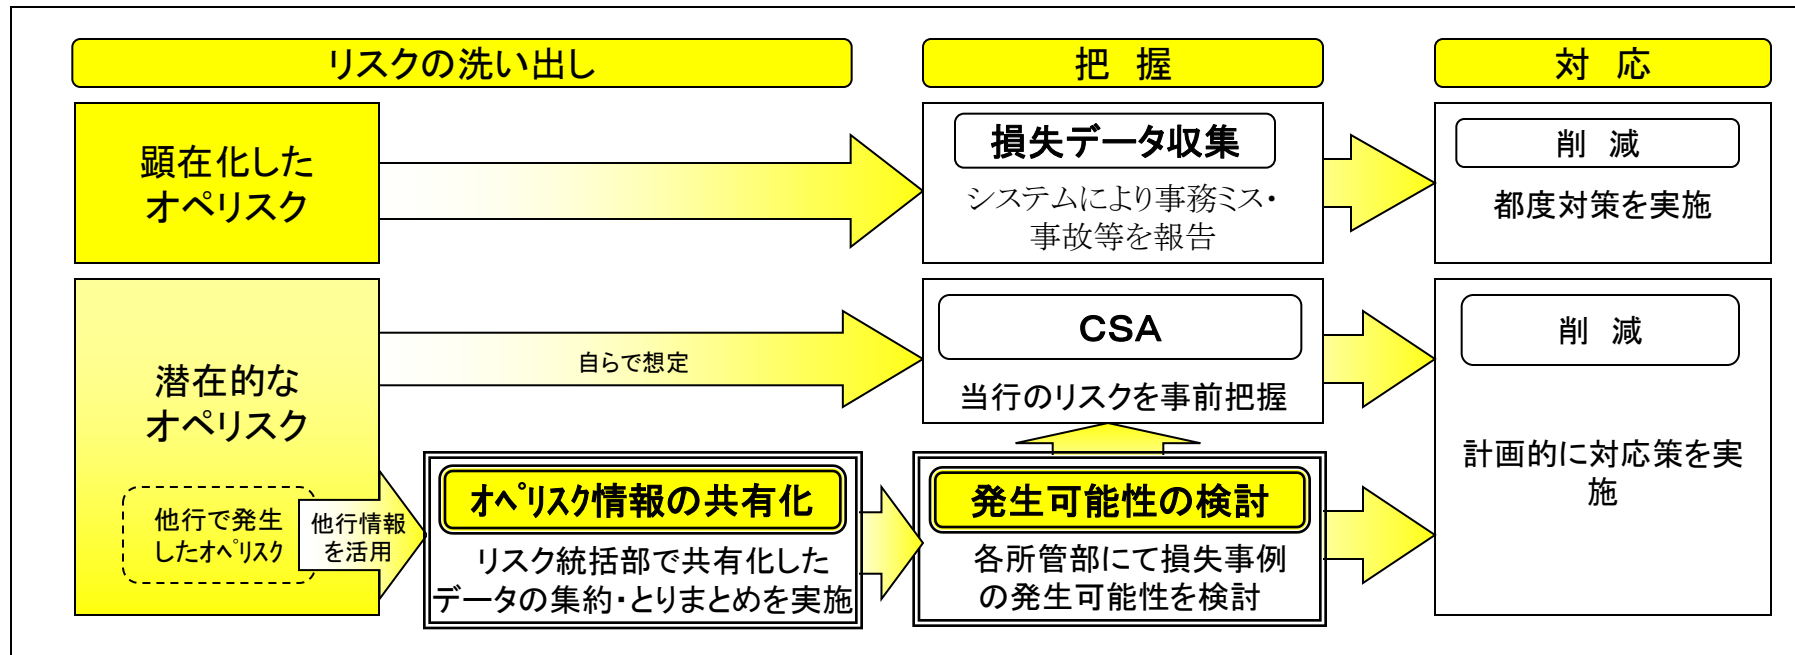 リスクの洗い出し
把 握
対 応
顕在化した
オペリスク
損失データ収集
システムにより事務ミス・
事故等を報告
削 減
都度対策を実施
潜在的な
オペリスク
自らで想定
CSA
当行のリスクを事前把握
削 減
計画的に対応策を実
施
他行で発生
したオペリスク
他行情報
を活用
オペリスク情報の共有化
リスク統括部で共有化した
データの集約・とりまとめを実施
発生可能性の検討
各所管部にて損失事例
の発生可能性を検討